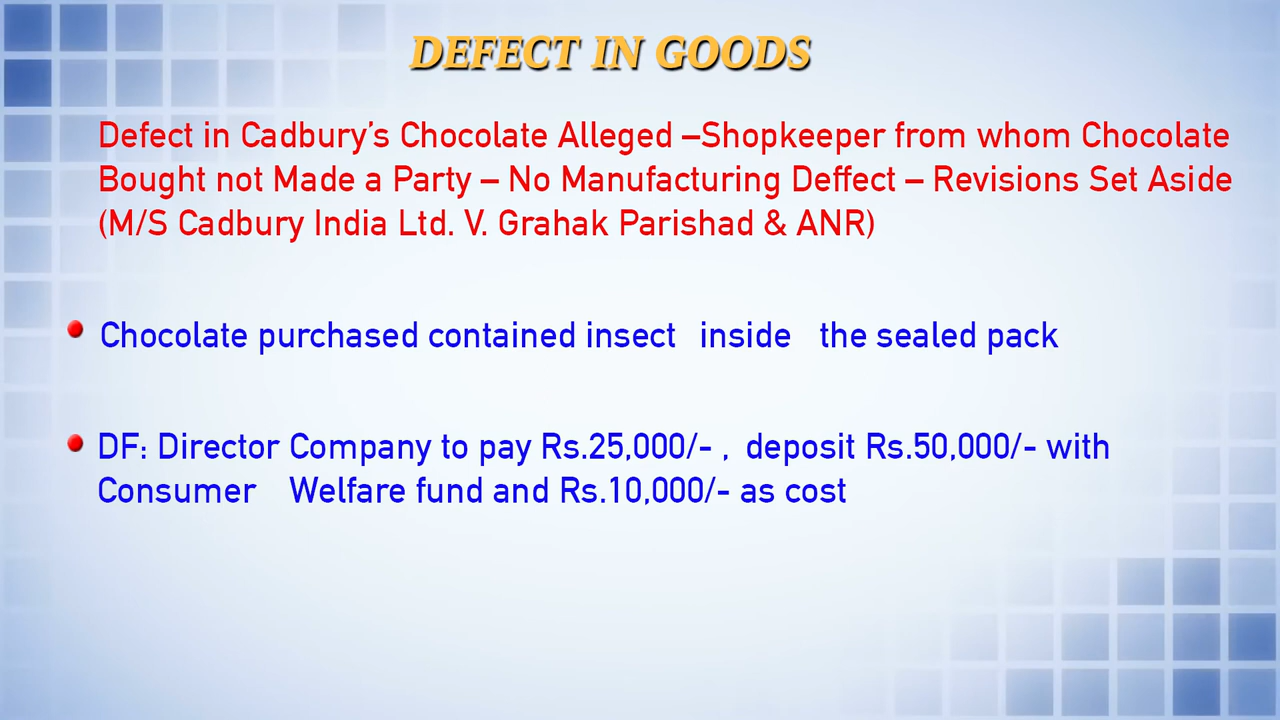 DEFECT IN GOODS
Defect in Cadbury's Chocolate Alleged –Shopkeeper from whom Chocolate
Bought not Made a Party – No Manufacturing Deffect – Revisions Set Aside
(M/S Cadbury India Ltd. V. Grahak Parishad & ANR)
Chocolate purchased contained insect inside the sealed pack
DF: Director Company to pay Rs.25,000/- , deposit Rs.50,000/- with
Consumer Welfare fund and Rs.10,000/- as cost